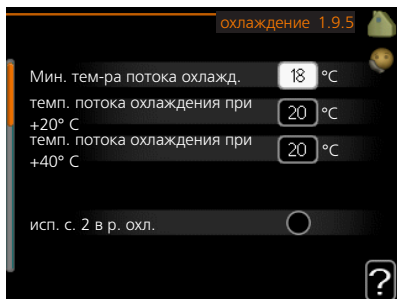 охлаждение 1.9.5
Мин. тем-ра потока охлажд. 18 °C
темп. потока охлаждения при
+20° C 20 °C
темп. потока охлаждения при
+40° C 20 °C
исп. с. 2 в р. охл.
?